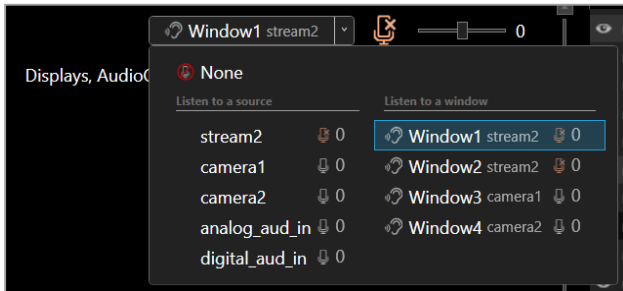 Window1 stream2 0
Displays, AudioO
None
Listen to a source
stream2 0
camera1 0
camera2 0
analog_aud_in 0
digital_aud_in 0
Listen to a window
Window1 stream2 0
Window2 stream2 0
Window3 camera1 0
Window4 camera2 0